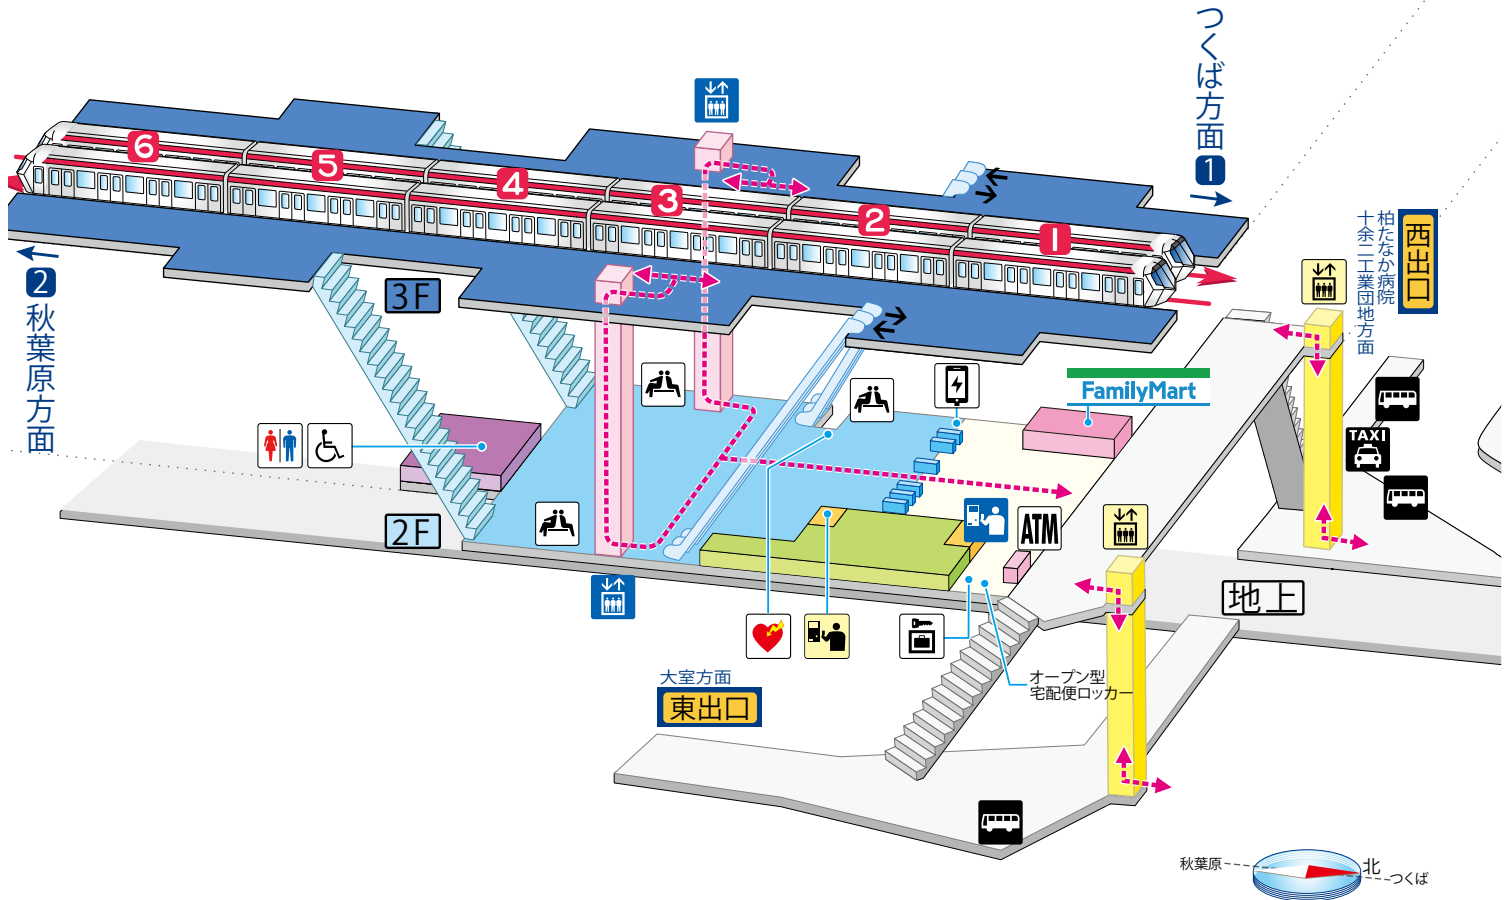 つくば方面
1
6
5
4
3
2
1
2
秋葉原方面
3F
2F
西出口
柏たなか病院
十余二工業団地方面
FamilyMart
TAXI
ATM
地上
オープン型
宅配便ロッカー
大室方面
東出口
秋葉原
北
つくば